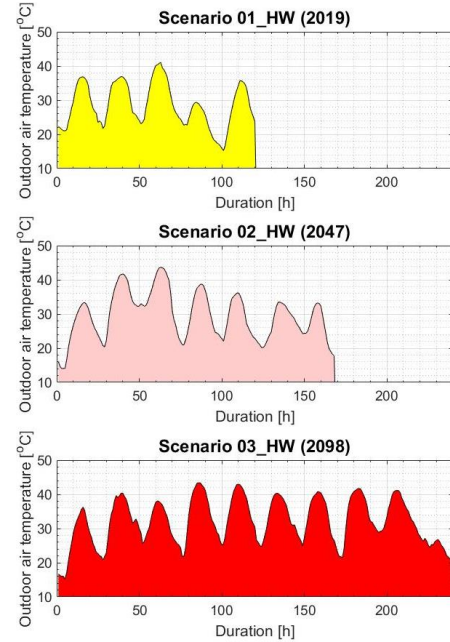 Scenario 01_HW (2019)
Outdoor air temperature [°C]
50
40
30
20
10
0 50 100 150 200
Duration [h]
Scenario 02_HW (2047)
Outdoor air temperature [°C]
50
40
30
20
10
0 50 100 150 200
Duration [h]
Scenario 03_HW (2098)
Outdoor air temperature [°C]
50
40
30
20
10
0 50 100 150 200
Duration [h]